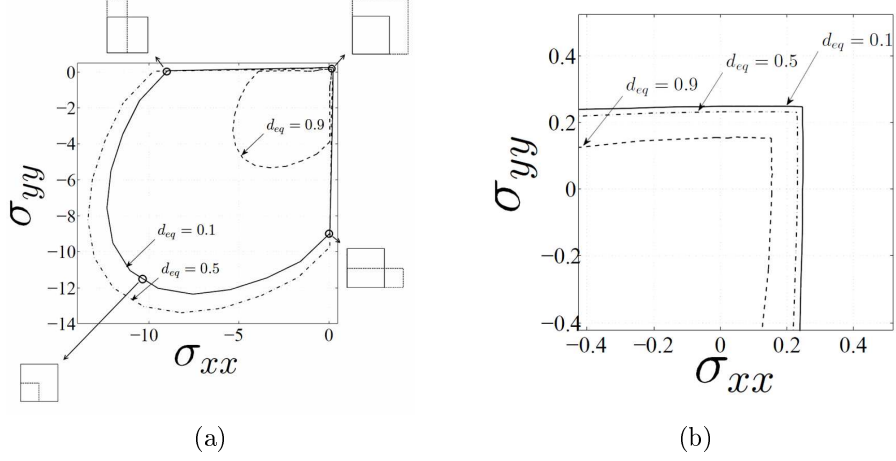 0
−2
−4
−6
−8
−10
−12
−14
−10
−5
0
σyy
σxx
d_eq = 0.9
d_eq = 0.1
d_eq = 0.5
(a)
0.4
0.2
0
−0.2
−0.4
−0.4
−0.2
0
0.2
0.4
σyy
σxx
d_eq = 0.1
d_eq = 0.5
d_eq = 0.9
(b)